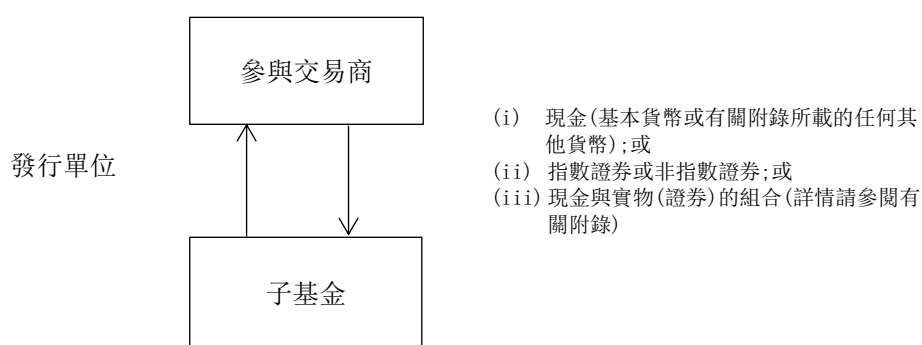 參與交易商
發行單位
(i) 現金(基本貨幣或有關附錄所載的任何其
他貨幣);或
(ii) 指數證券或非指數證券;或
(iii) 現金與實物(證券)的組合(詳情請參閱有
關附錄)
子基金